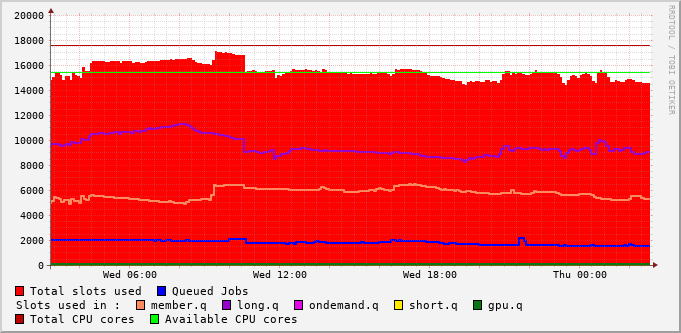 20000
18000
16000
14000
12000
10000
8000
6000
4000
2000
0
Wed 06:00 Wed 12:00 Wed 18:00 Thu 00:00
RRDTOOL / TOBI OETIKER
Total slots used Queued Jobs
Slots used in : member.q long.q ondemand.q short.q gpu.q
Total CPU cores Available CPU cores